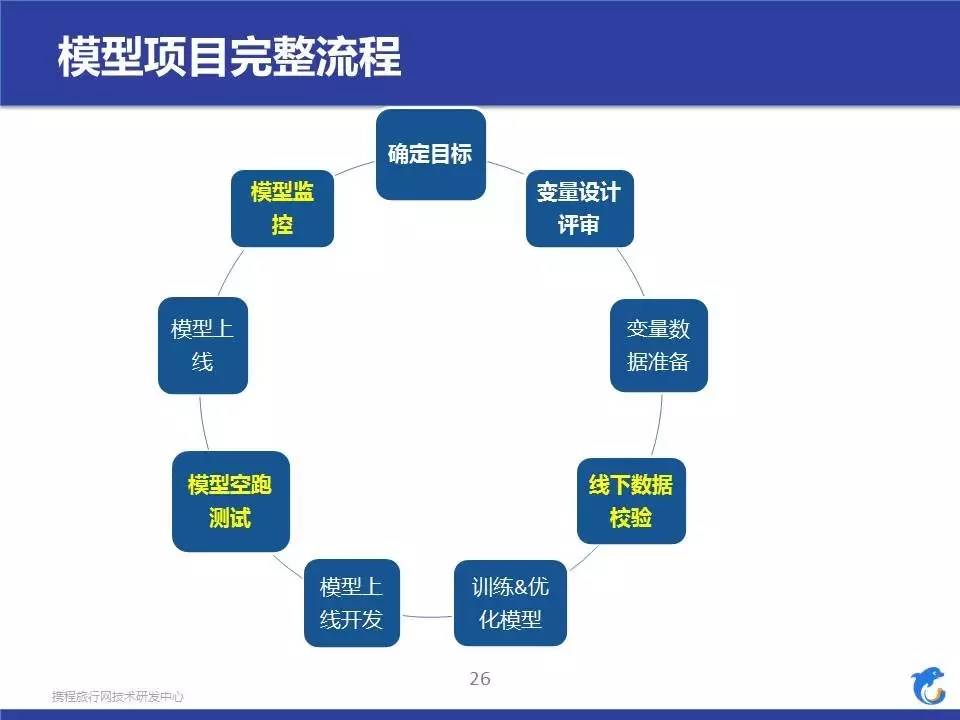 模型项目完整流程
确定目标
变量设计
评审
变量数
据准备
线下数据
校验
训练&优
化模型
模型上
线开发
模型空跑
测试
模型上
线
模型监
控
26
携程旅行网技术研发中心